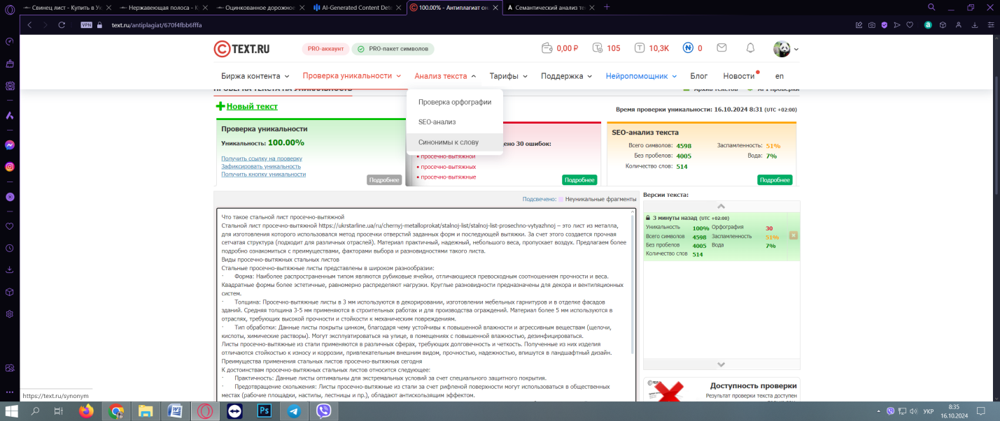 Свинец лист - Купить в Ук
Нержавеющая полоса - К
Оцинкованное дорожное
AI-Generated Content Dete
100.00% - Антиплагиат он
Семантический анализ те
VPN
text.ru/antiplagiat/670f4fbb6fffa
TEXT.RU
PRO-аккаунт
PRO-пакет символов
0,00 ₽
105
10,3K
0
Биржа контента
Проверка уникальности
Анализ текста
Тарифы
Поддержка
Нейропомощник
Блог
Новости
en
ПРОВЕРКА ТЕКСТА НА УНИКАЛЬНОСТЬ
Архив текстов
API проверки
Проверка орфографии
SEO-анализ
Синонимы к слову
Новый текст
Время проверки уникальности: 16.10.2024 8:31 (UTC +02:00)
Проверка уникальности
Уникальность: 100.00%
Получить ссылку на проверку
Зафиксировать уникальность
Получить кнопку уникальности
Подробнее
но 30 ошибок:
• просечно-вытяжной
• просечно-вытяжных
• просечно-вытяжные
Подробнее
SEO-анализ текста
Всего символов: 4598
Без пробелов: 4005
Количество слов: 514
Заспамленность: 51%
Вода: 7%
Подробнее
Подсвечено: Неуникальные фрагменты
Что такое стальной лист просечно-вытяжной
Стальной лист просечно-вытяжной https://ukrstarline.ua/ru/chernyj-metalloprokat/stalnoj-list/stalnoj-list-prosechno-vytyazhnoj – это лист из металла,
для изготовления которого использовался метод просечки отверстий заданных форм и последующей вытяжки. За счет этого создается прочная
сетчатая структура (подходит для различных отраслей). Материал практичный, надежный, небольшого веса, пропускает воздух. Предлагаем более
подробно ознакомиться с преимуществами, факторами выбора и разновидностями такого листа.
Виды просечно-вытяжных стальных листов
Стальные просечно-вытяжные листы представлены в широком разнообразии:
· Форма: Наиболее распространенным типом являются рубиковые ячейки, отличающиеся превосходным соотношением прочности и веса.
Квадратные формы более эстетичные, равномерно распределяют нагрузки. Круглые разновидности предназначены для декора и вентиляционных
систем.
· Толщина: Просечно-вытяжные листы в 3 мм используются в декорировании, изготовлении мебельных гарнитуров и в отделке фасадов
зданий. Средняя толщина 3-5 мм применяются в строительных работах и для производства ограждений. Материал более 5 мм используются в
отраслях, требующих высокой прочности и стойкости к механическим повреждениям.
· Тип обработки: Данные листы покрыты цинком, благодаря чему устойчивы к повышенной влажности и агрессивным веществам (щелочи,
кислоты, химические растворы). Могут эксплуатироваться на улице, в помещениях с повышенной влажностью, дезинфицироваться.
Листы просечно-вытяжные из стали применяются в различных сферах, требующих долговечность и четкость. Полученные из них изделия
отличаются стойкостью к износу и коррозии, привлекательным внешним видом, прочностью, надежностью, впишутся в ландшафтный дизайн.
Преимущества применения стальных листов просечно-вытяжных сегодня
К достоинствам просечно-вытяжных стальных листов относится следующее:
· Практичность: Данные листы оптимальны для экстремальных условий за счет специального защитного покрытия.
· Предотвращение скольжения: Листы просечно-вытяжные из стали за счет рифленой поверхности могут использоваться в общественных
местах (рабочие площадки, настилы, лестницы и пр.), обладают антискользящим эффектом.
Версии текста:
3 минуты назад (UTC +02:00)
Уникальность 100% Орфография 30
Всего символов 4598 Заспамленность 51%
Без пробелов 4005 Вода 7%
Количество слов 514
Доступность проверки
Результат проверки текста доступен
https://text.ru/synonym
УКР
8:35
16.10.2024